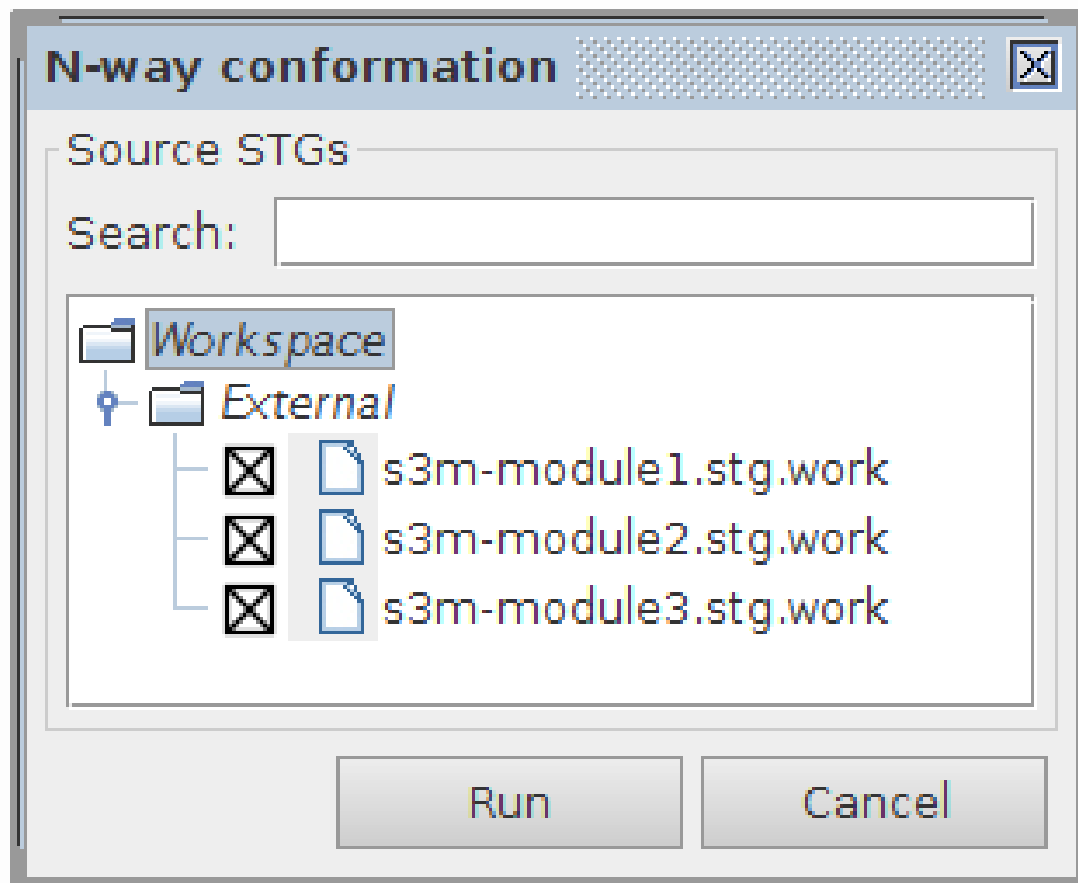 N-way conformation
Source STGs
Search:
Workspace
External
s3m-module1.stg.work
s3m-module2.stg.work
s3m-module3.stg.work
Run Cancel